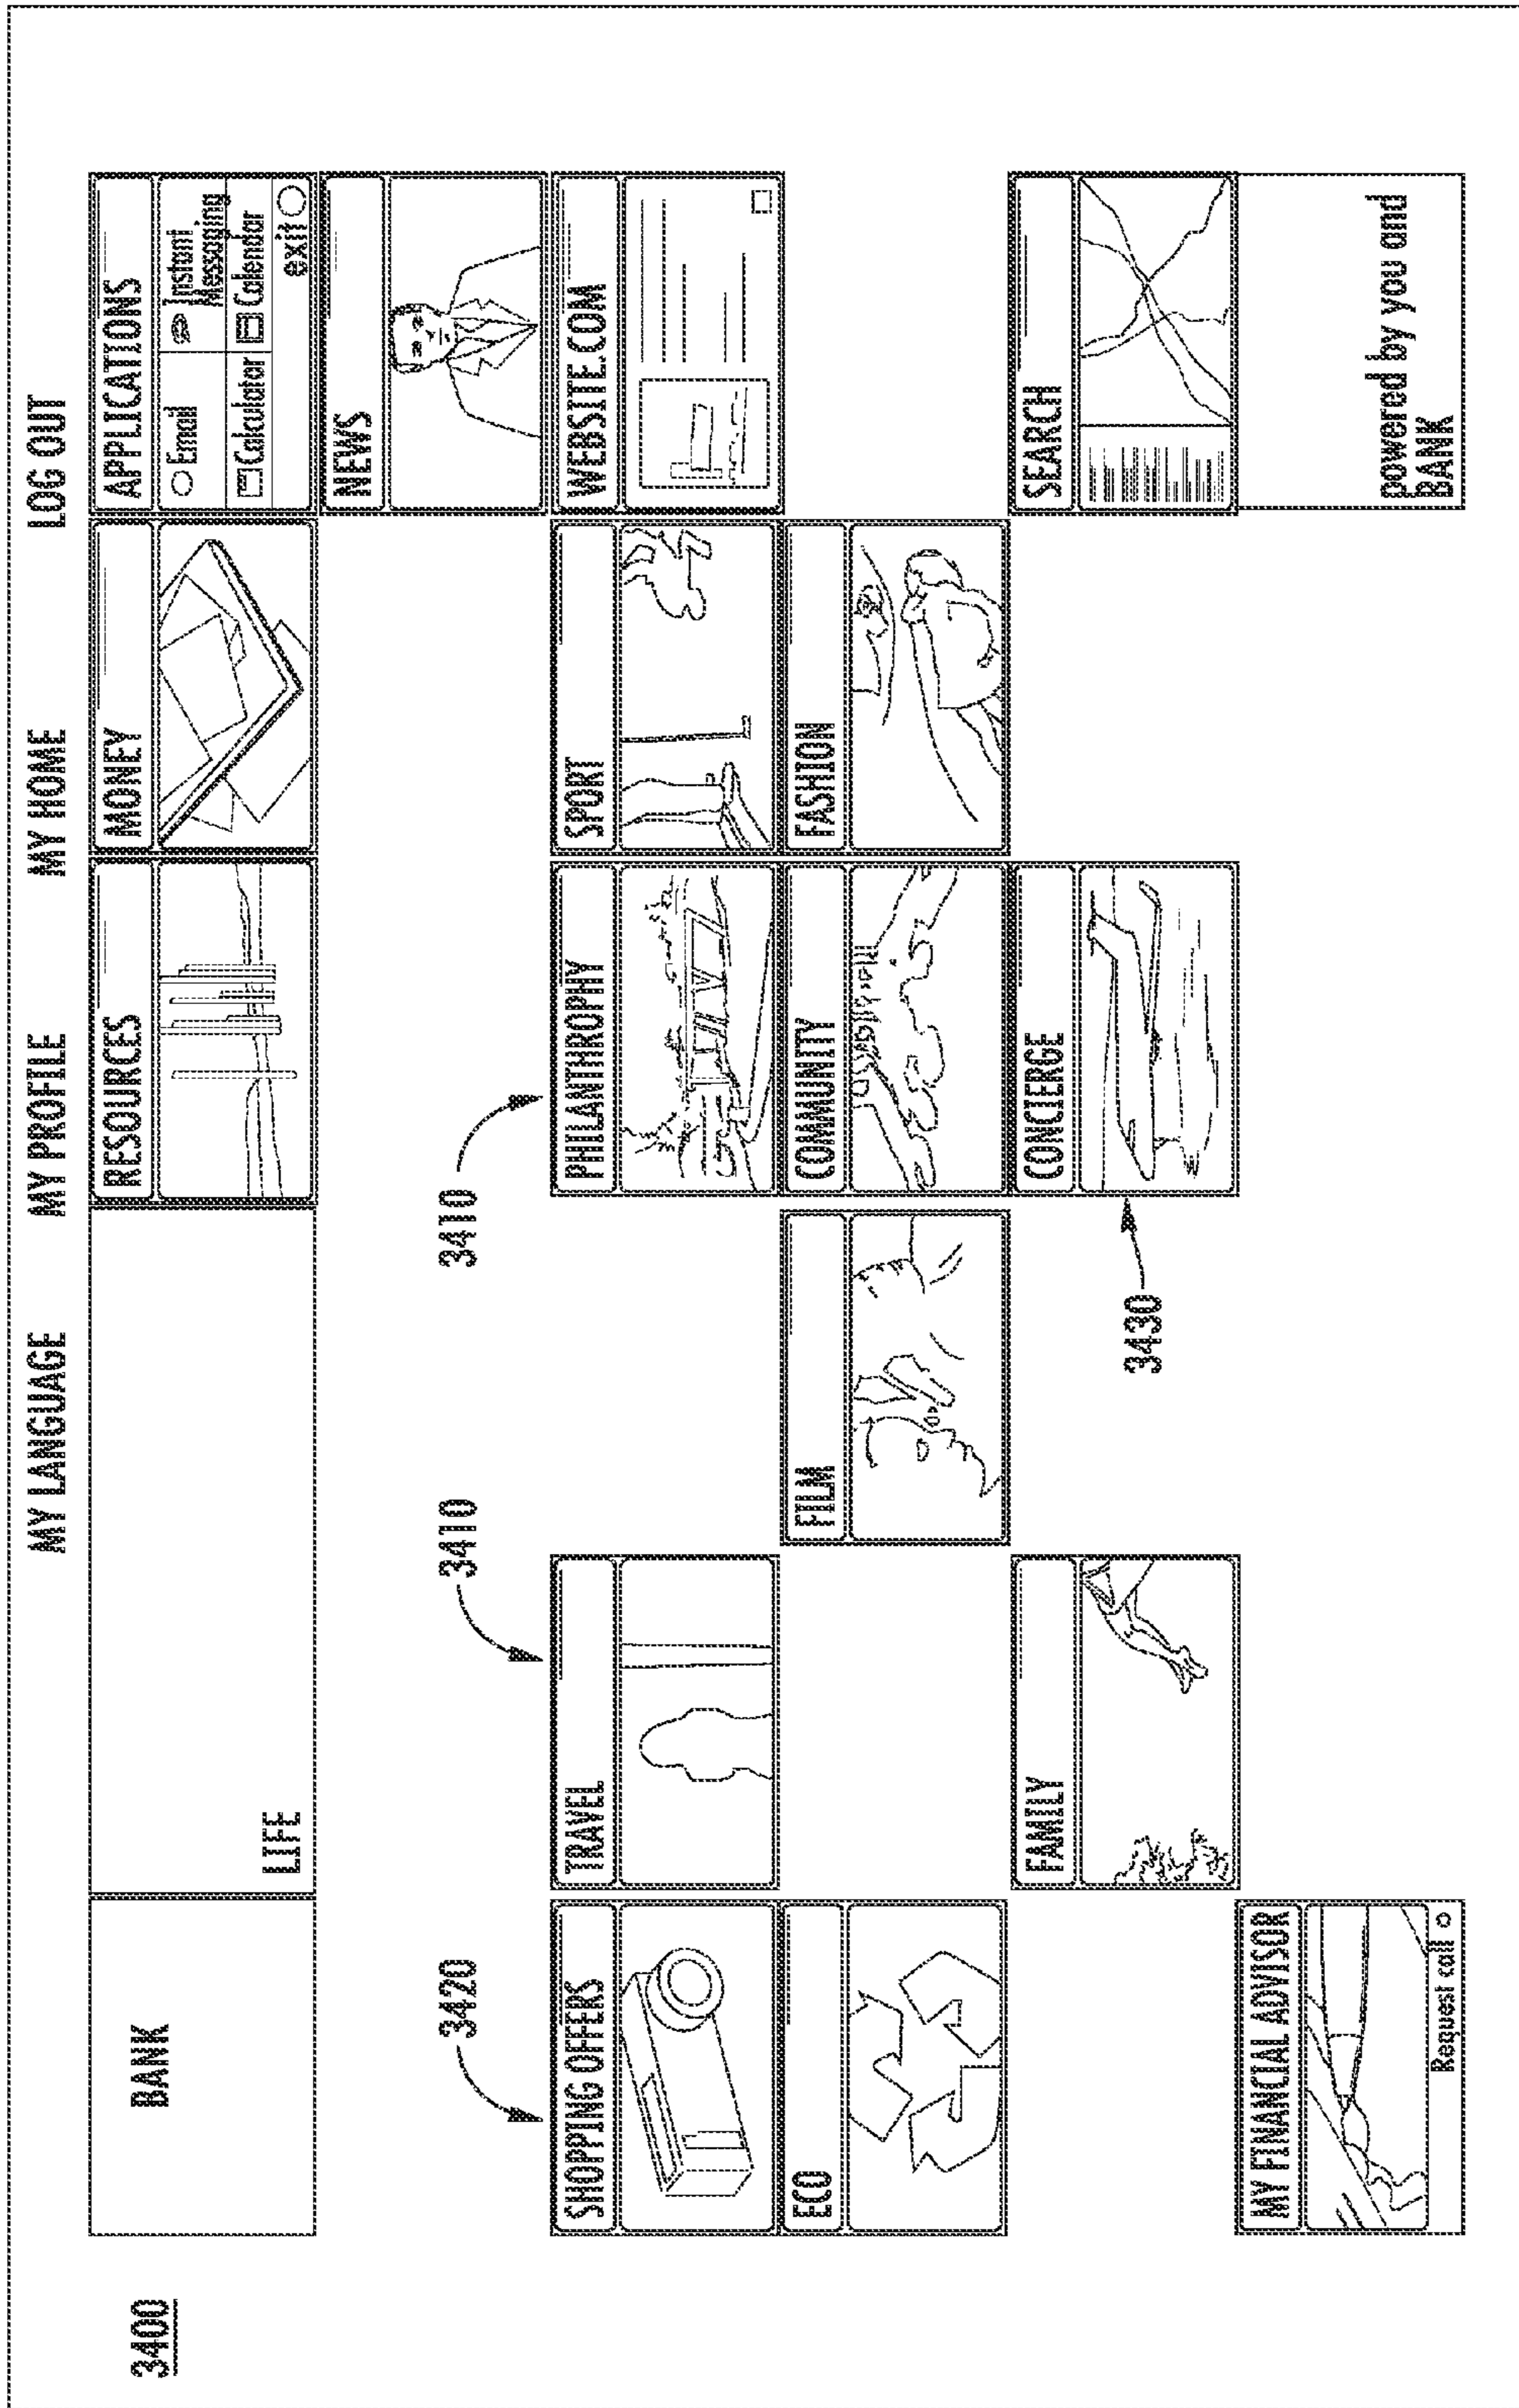 3400
MY LANGUAGE
MY PROFILE
MY HOME
LOG OUT
BANK
LIFE
RESOURCES
MONEY
APPLICATIONS
Email
Instant
Messaging
Calculator
Calendar
exit
NEWS
3420
3410
3410
SHOPPING OFFERS
TRAVEL
PHILANTHROPHY
SPORT
WEBSITE.COM
ECO
FILM
COMMUNITY
FASHION
FAMILY
3430
CONCIERGE
SEARCH
MY FINANCIAL ADVISOR
Request call
powered by you and
BANK